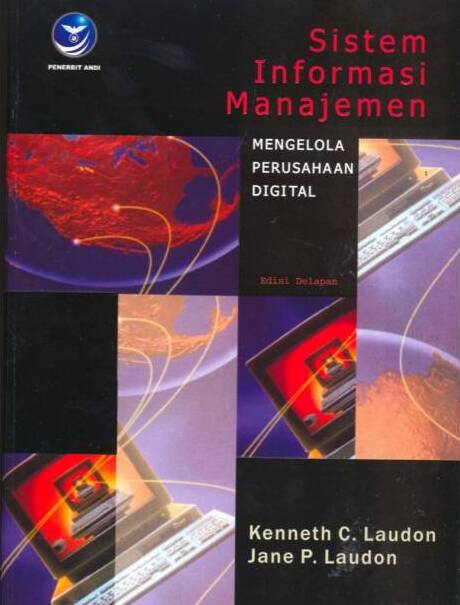 PENERBIT ANDI
Sistem
Informasi
Manajemen
MENGELOLA
PERUSAHAAN
DIGITAL
Edisi Delapan
Kenneth C. Laudon
Jane P. Laudon